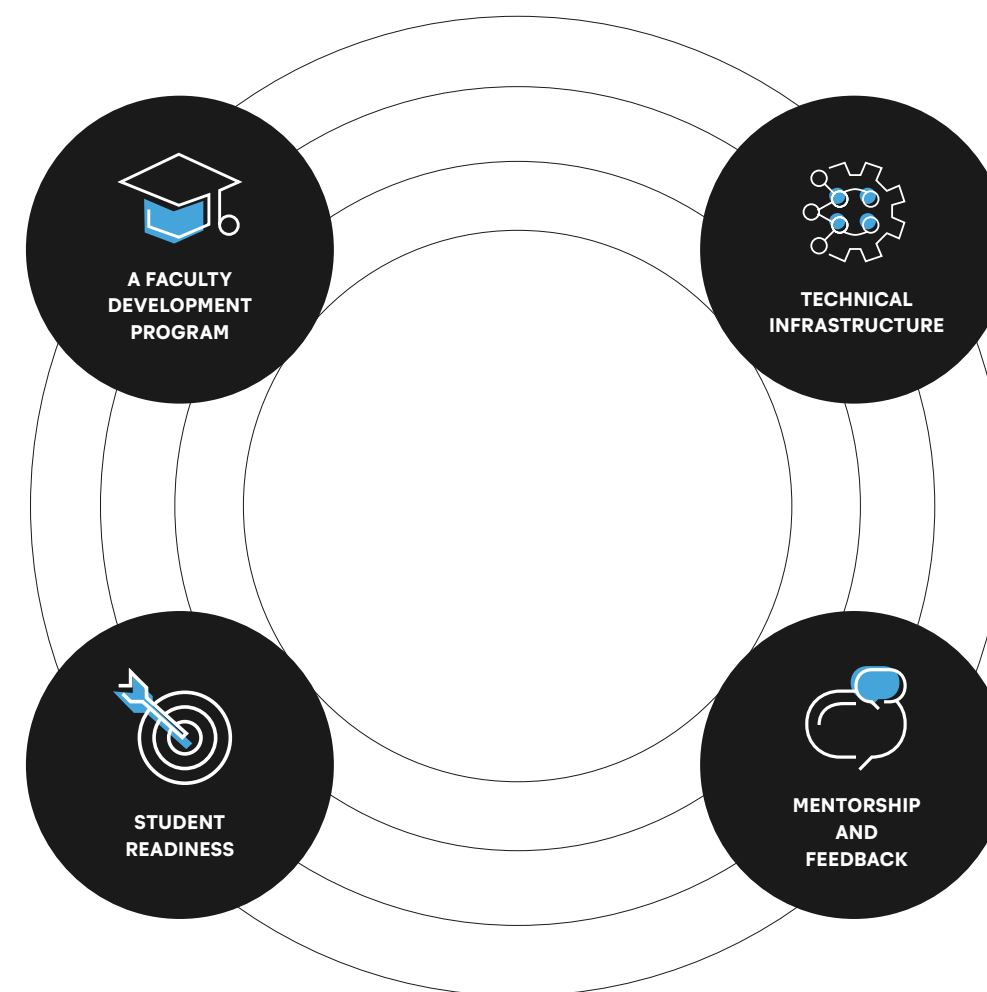 A FACULTY
DEVELOPMENT
PROGRAM
TECHNICAL
INFRASTRUCTURE
STUDENT
READINESS
MENTORSHIP
AND
FEEDBACK